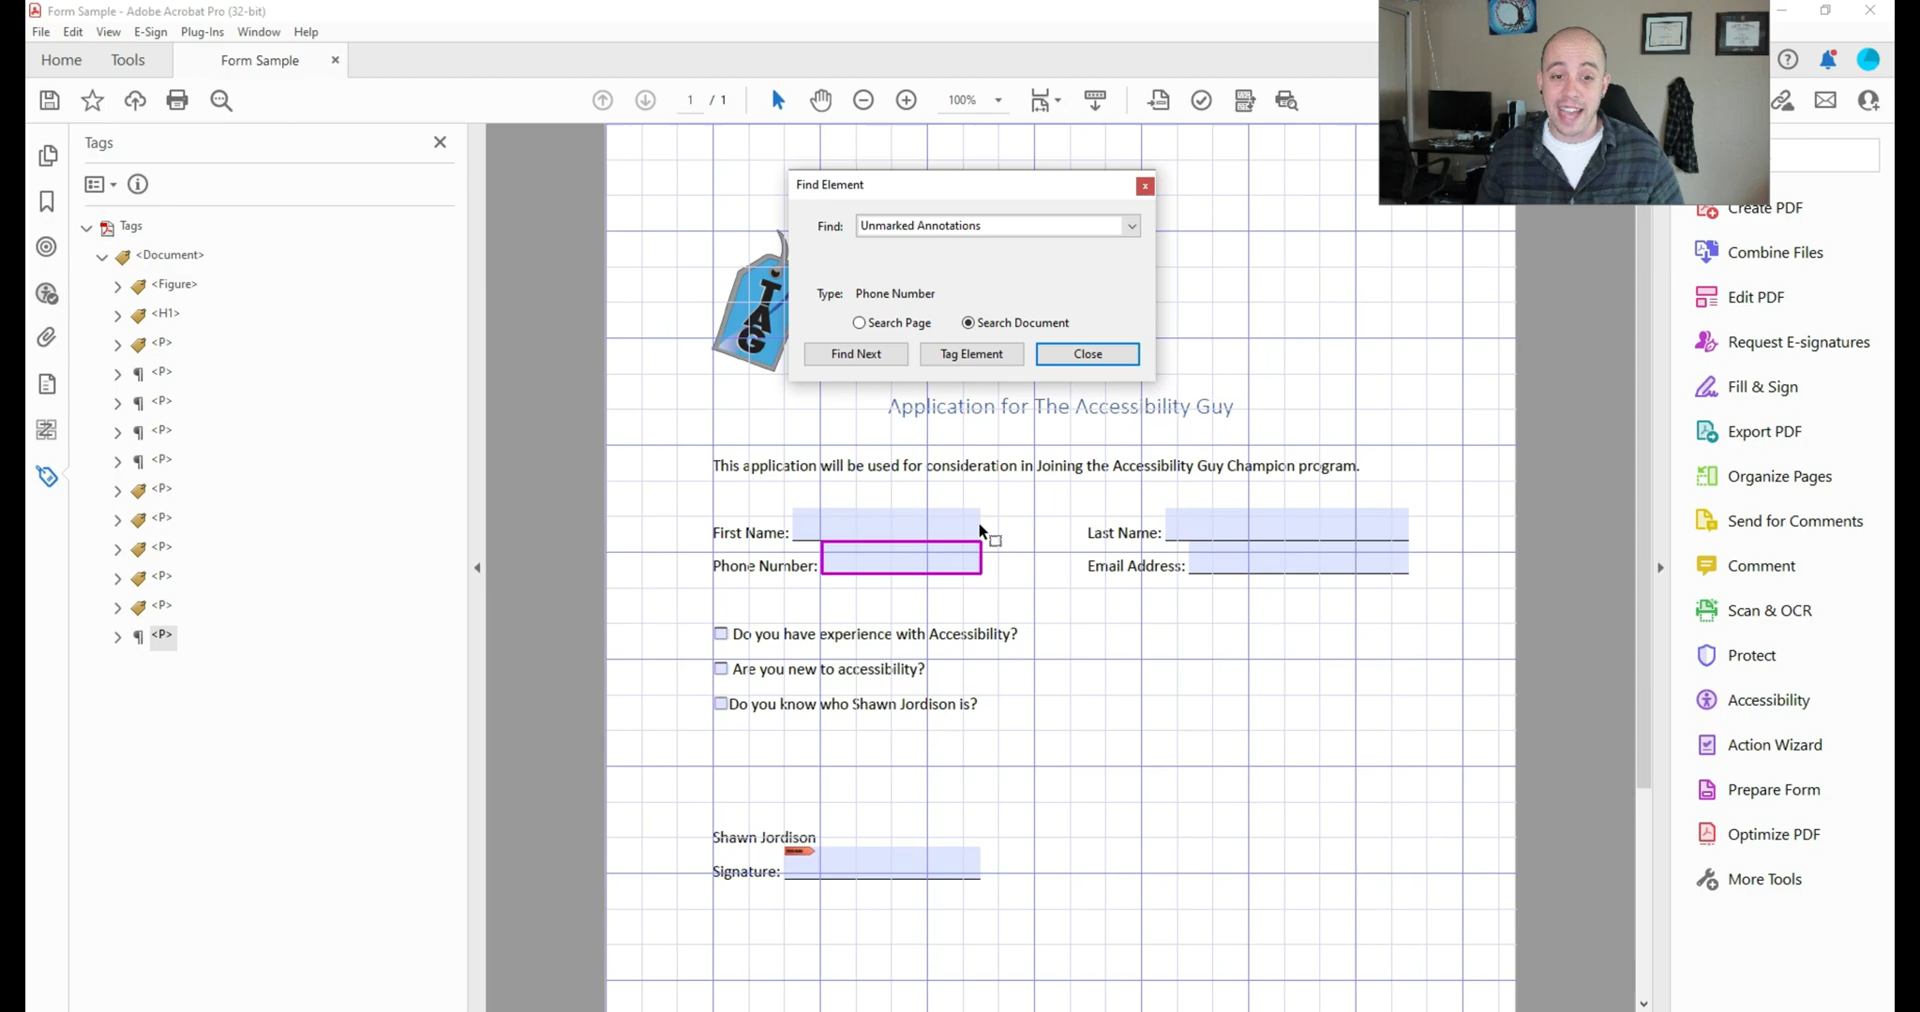 Form Sample - Adobe Acrobat Pro (32-bit)
File Edit View E-Sign Plug-Ins Window Help
Home Tools Form Sample
1 / 1 100%
Tags
Tags
<Document>
<Figure>
<H1>
<P>
<P>
<P>
<P>
<P>
<P>
<P>
<P>
<P>
<P>
<P>
Find Element
Find: Unmarked Annotations
Type: Phone Number
Search Page Search Document
Find Next Tag Element Close
TAG
Application for The Accessibility Guy
This application will be used for consideration in Joining the Accessibility Guy Champion program.
First Name: Last Name:
Phone Number: Email Address:
Do you have experience with Accessibility?
Are you new to accessibility?
Do you know who Shawn Jordison is?
Shawn Jordison
Signature:
Create PDF
Combine Files
Edit PDF
Request E-signatures
Fill & Sign
Export PDF
Organize Pages
Send for Comments
Comment
Scan & OCR
Protect
Accessibility
Action Wizard
Prepare Form
Optimize PDF
More Tools